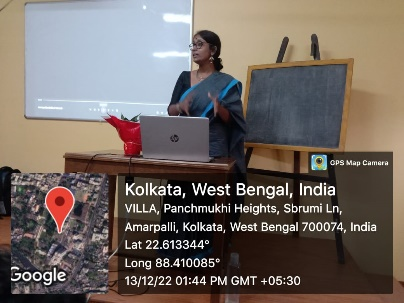 GPS Map Camera
Kolkata, West Bengal, India
VILLA, Panchmukhi Heights, Sbrumi Ln,
Amarpalli, Kolkata, West Bengal 700074, India
Lat 22.613344°
Long 88.410085°
13/12/22 01:44 PM GMT +05:30
Google
hp